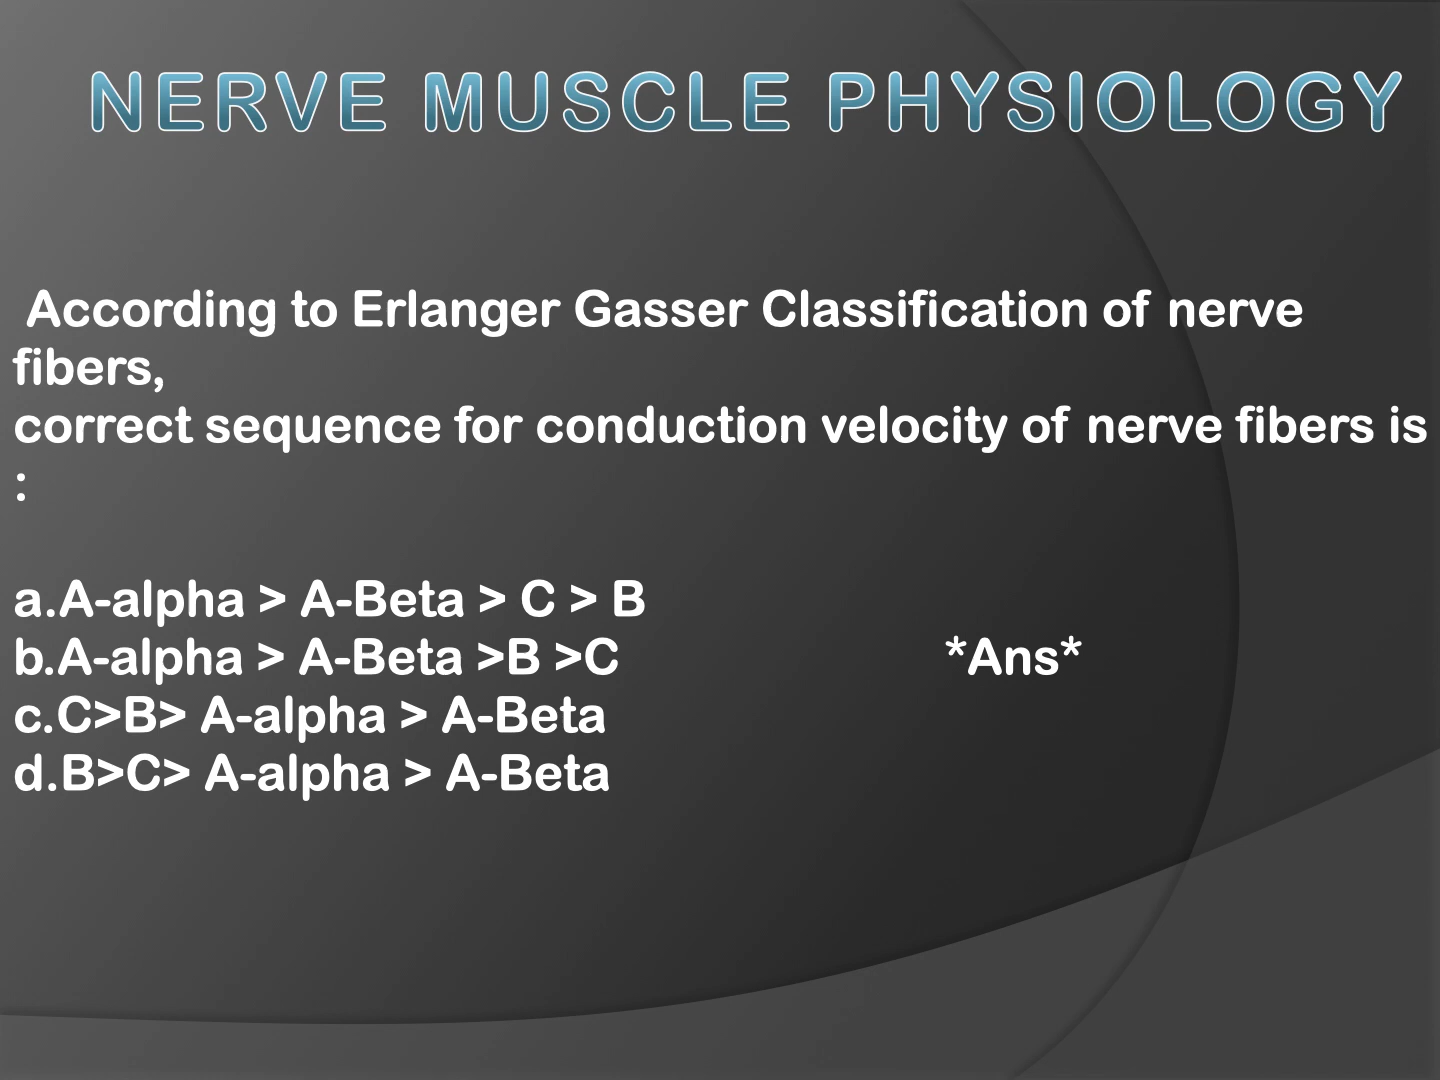 NERVE MUSCLE PHYSIOLOGY
According to Erlanger Gasser Classification of nerve
fibers,
correct sequence for conduction velocity of nerve fibers is
:
a.A-alpha > A-Beta > C > B
b.A-alpha > A-Beta >B >C *Ans*
c.C>B> A-alpha > A-Beta
d.B>C> A-alpha > A-Beta